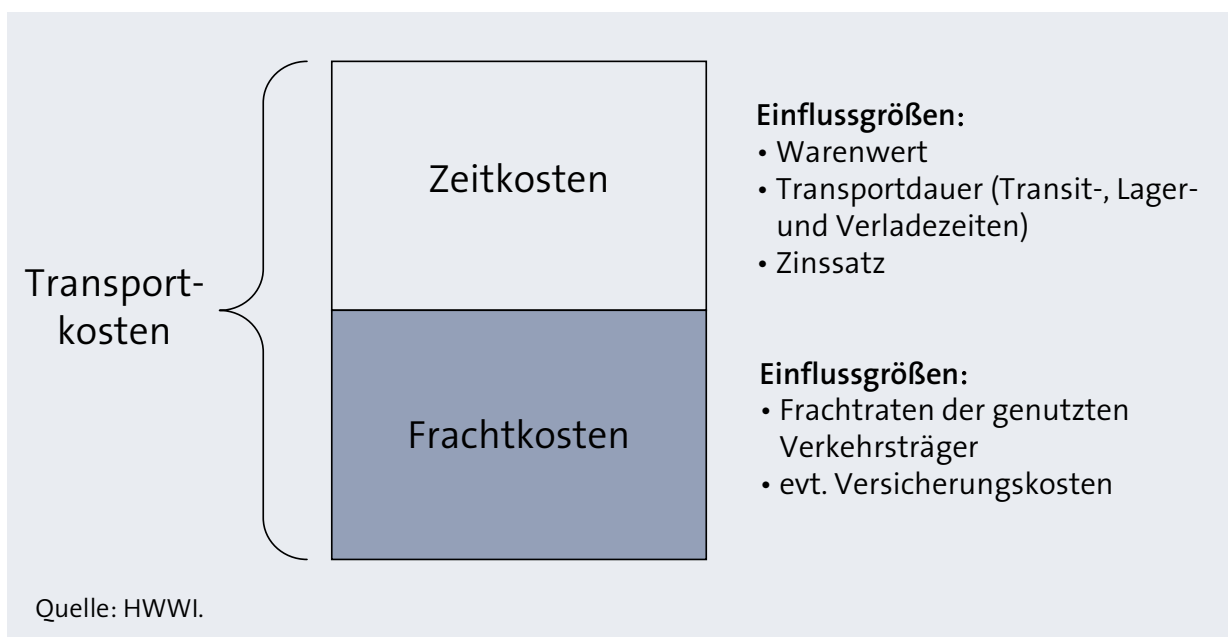 Transport-
kosten
Zeitkosten
Einflussgrößen:
• Warenwert
• Transportdauer (Transit-, Lager-
und Verladezeiten)
• Zinssatz
Frachtkosten
Einflussgrößen:
• Frachtraten der genutzten
Verkehrsträger
• evt. Versicherungskosten
Quelle: HWWI.